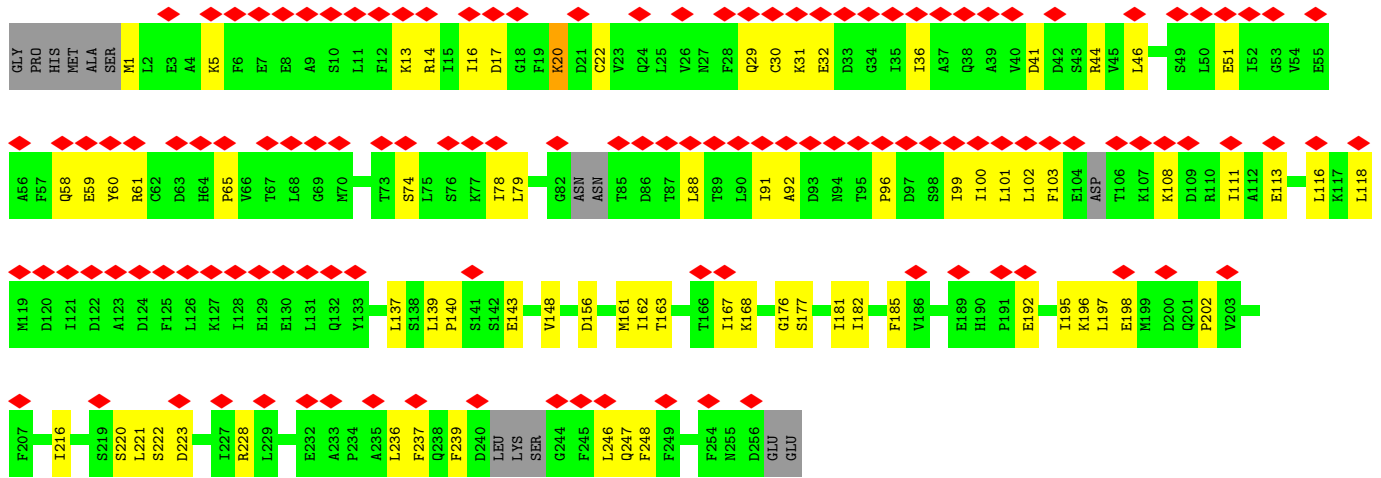 GLY PRO HIS MET ALA SER M1 L2 E3 A4 K5 F6 E7 E8 A9 S10 L11 F12 K13 R14 I15 I16 D17 G18 F19 K20 D21 C22 V23 Q24 L25 V26 N27 F28 Q29 C30 K31 E32 D33 G34 I35 I36 A37 Q38 A39 V40 D41 D42 S43 R44 V45 L46 S49 L50 E51 I52 G53 V54 E55
A56 F57 Q58 E59 Y60 R61 C62 D63 H64 P65 V66 T67 L68 G69 M70 T73 S74 L75 S76 K77 I78 L79 G82 ASN ASN T85 D86 T87 L88 T89 L90 I91 A92 D93 N94 T95 P96 D97 S98 I99 I100 L101 L102 F103 E104 ASP T106 K107 K108 D109 R110 I111 A112 E113 L116 K117 L118
M119 D120 I121 D122 A123 D124 F125 L126 K127 I128 E129 E130 L131 Q132 Y133 L137 S138 L139 P140 S141 S142 E143 V148 D156 M161 I162 T163 T166 I167 K168 G176 S177 I181 I182 F185 V186 E189 H190 P191 E192 I195 K196 L197 E198 M199 D200 Q201 P202 V203
F207 I216 S219 S220 L221 S222 D223 I227 R228 L229 E232 A233 P234 A235 L236 F237 Q238 F239 D240 LEU LYS SER G244 F245 L246 Q247 F248 F249 F254 N255 D256 GLU GLU